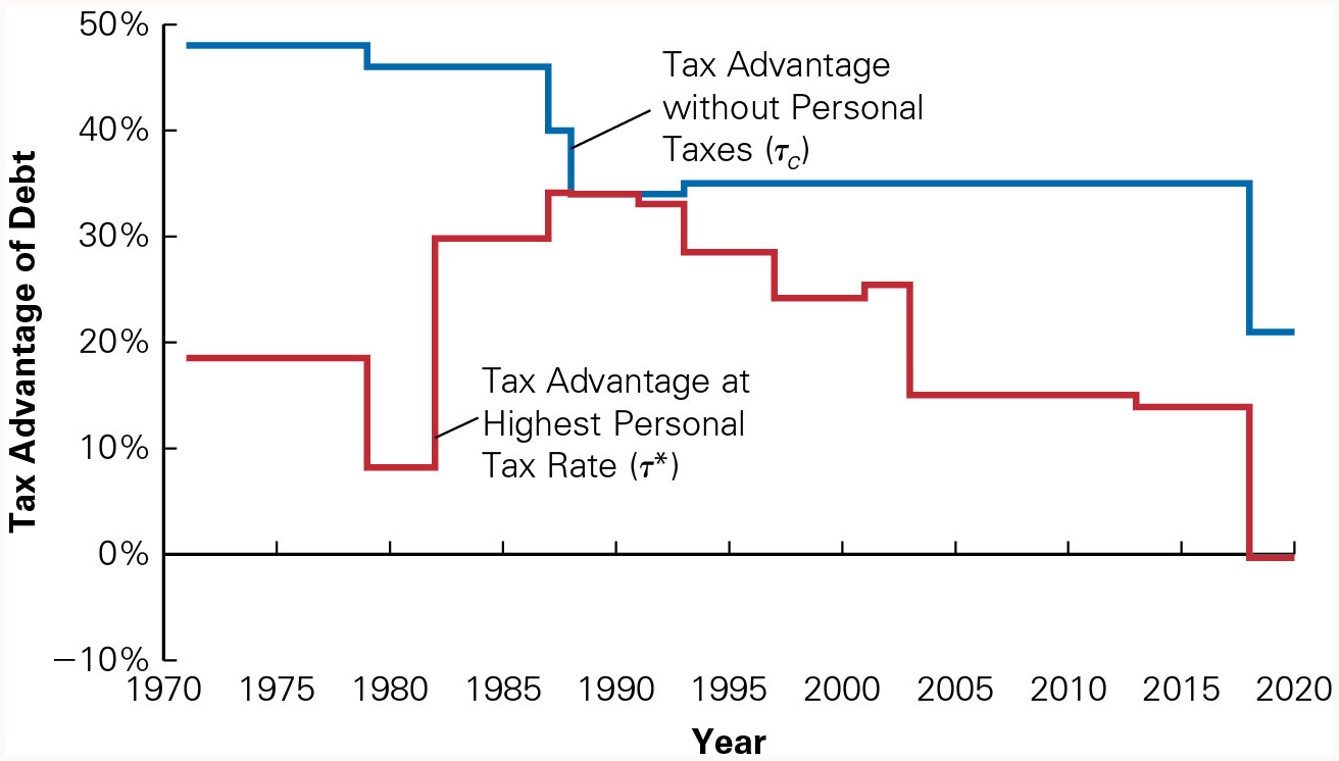 50%
Tax Advantage
without Personal
Taxes (τc)
40%
30%
20%
Tax Advantage at
Highest Personal
Tax Rate (τ*)
10%
0%
−10%
Tax Advantage of Debt
1970 1975 1980 1985 1990 1995 2000 2005 2010 2015 2020
Year